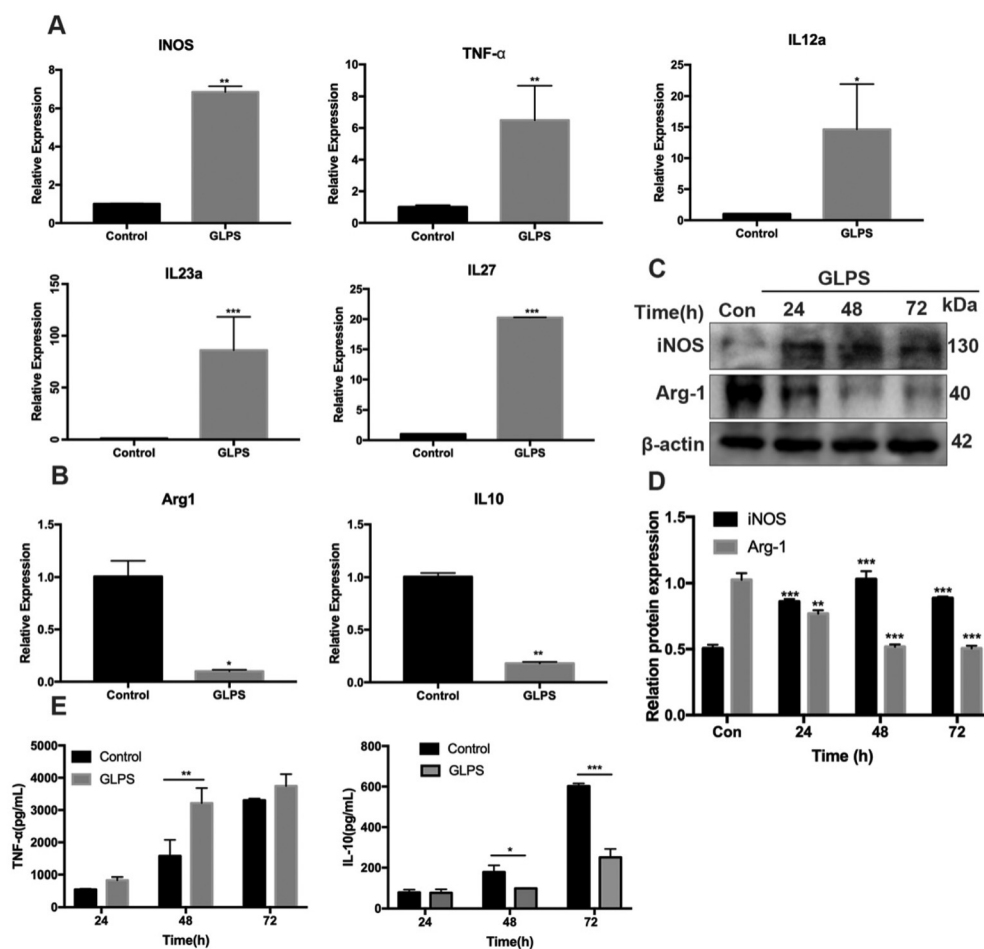 A
INOS
Relative Expression
8
6
4
2
0
**
Control
GLPS
TNF-α
Relative Expression
10
8
6
4
2
0
**
Control
GLPS
IL12a
Relative Expression
25
20
15
10
5
0
*
Control
GLPS
IL23a
Relative Expression
150
100
50
0
***
Control
GLPS
IL27
Relative Expression
25
20
15
10
5
0
***
Control
GLPS
B
Arg1
Relative Expression
1.5
1.0
0.5
0.0
*
Control
GLPS
IL10
Relative Expression
1.5
1.0
0.5
0.0
**
Control
GLPS
C
GLPS
Time(h) Con 24 48 72 kDa
iNOS 130
Arg-1 40
β-actin 42
D
Relation protein expression
1.5
1.0
0.5
0.0
iNOS
Arg-1
*** ** *** *** *** ***
Con 24 48 72
Time (h)
E
TNF-α(pg/mL)
5000
4000
3000
2000
1000
0
Control
GLPS
**
24 48 72
Time(h)
IL-10(pg/mL)
800
600
400
200
0
Control
GLPS
*
***
24 48 72
Time(h)